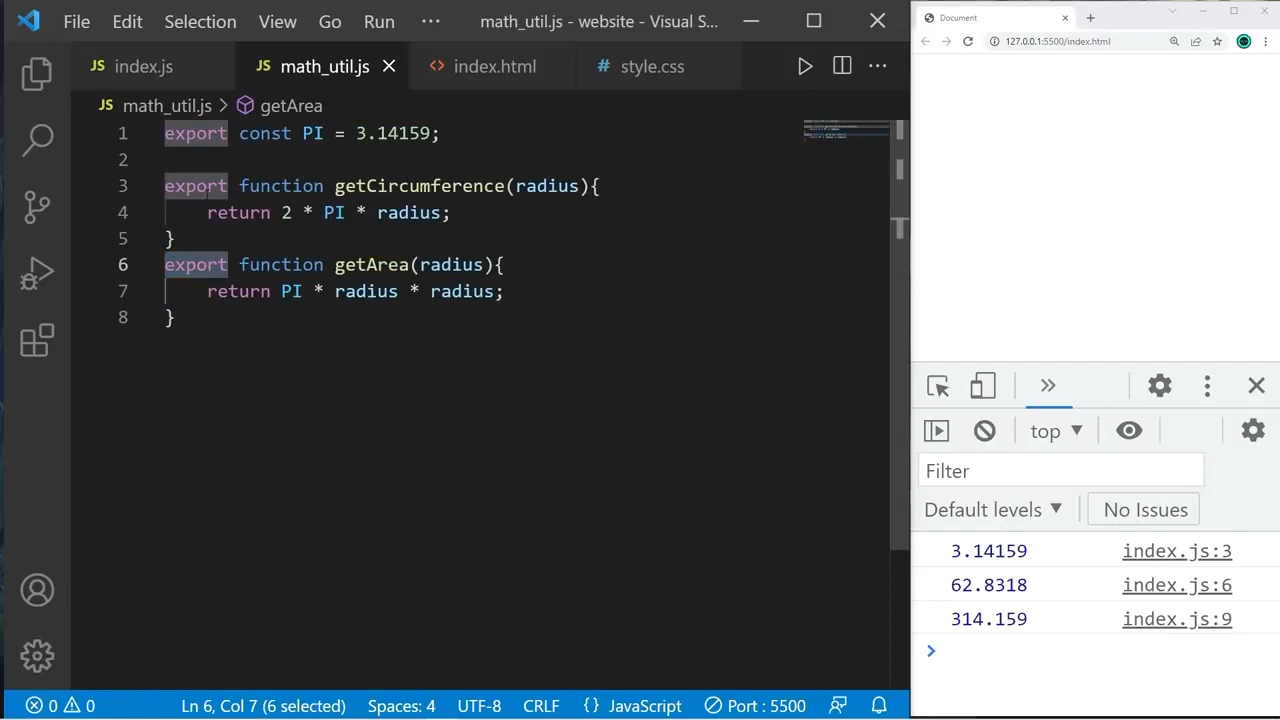 File Edit Selection View Go Run ··· math_util.js - website - Visual S...
JS index.js JS math_util.js <> index.html # style.css
JS math_util.js > getArea
1 export const PI = 3.14159;
2
3 export function getCircumference(radius){
4 return 2 * PI * radius;
5 }
6 export function getArea(radius){
7 return PI * radius * radius;
8 }
0 0 Ln 6, Col 7 (6 selected) Spaces: 4 UTF-8 CRLF {} JavaScript Port : 5500
Document
127.0.0.1:5500/index.html
top
Filter
Default levels No Issues
3.14159 index.js:3
62.8318 index.js:6
314.159 index.js:9